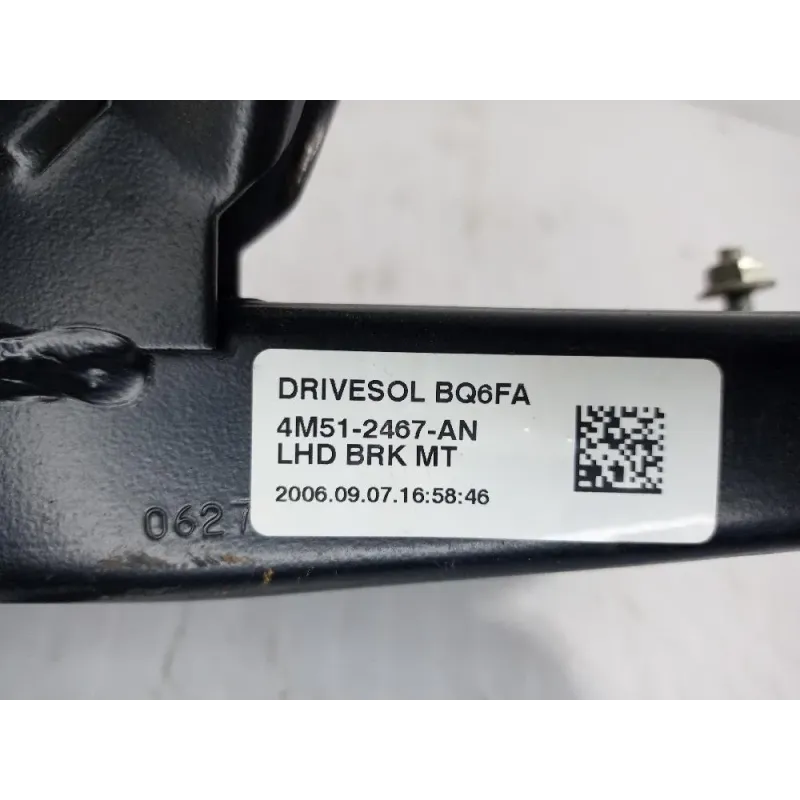 DRIVESOL BQ6FA
4M51-2467-AN
LHD BRK MT
2006.09.07.16:58:46
0627